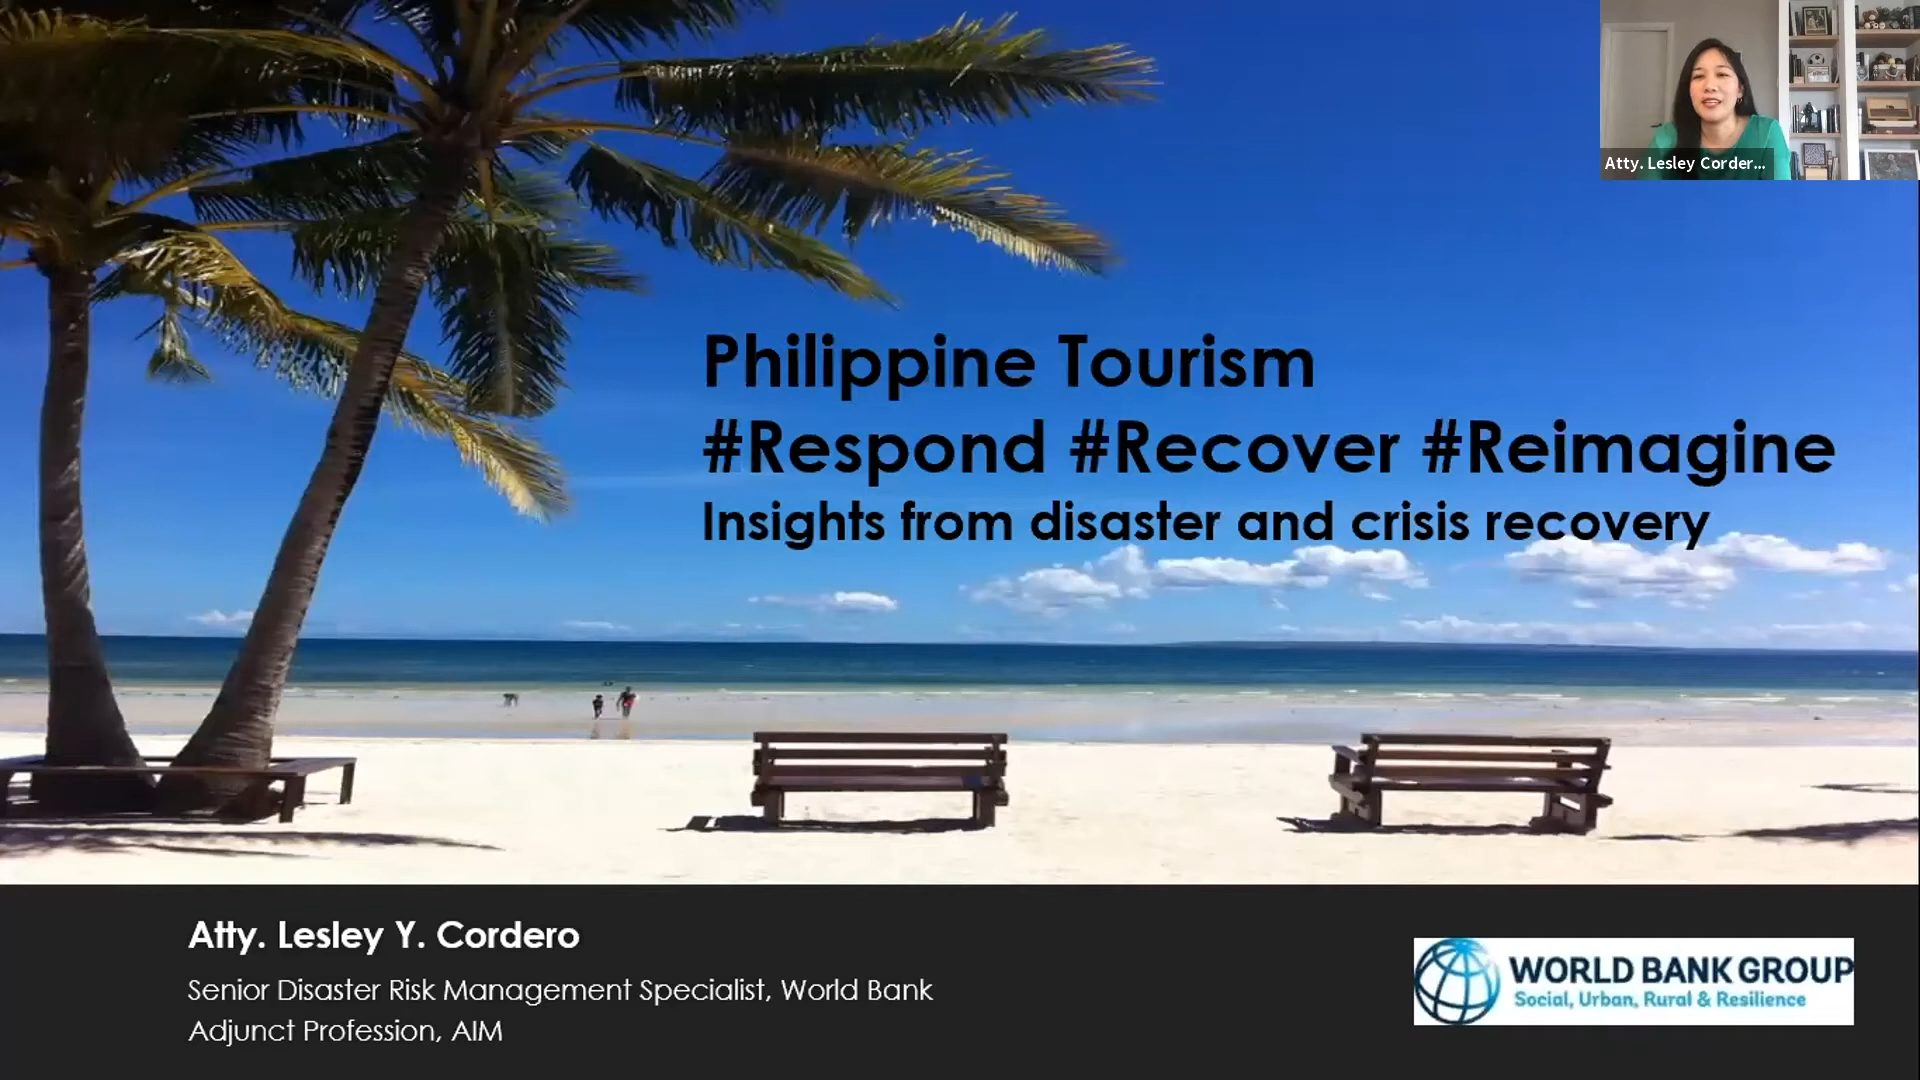 Atty. Lesley Corder...
Philippine Tourism
#Respond #Recover #Reimagine
Insights from disaster and crisis recovery
Atty. Lesley Y. Cordero
Senior Disaster Risk Management Specialist, World Bank
Adjunct Profession, AIM
WORLD BANK GROUP
Social, Urban, Rural & Resilience